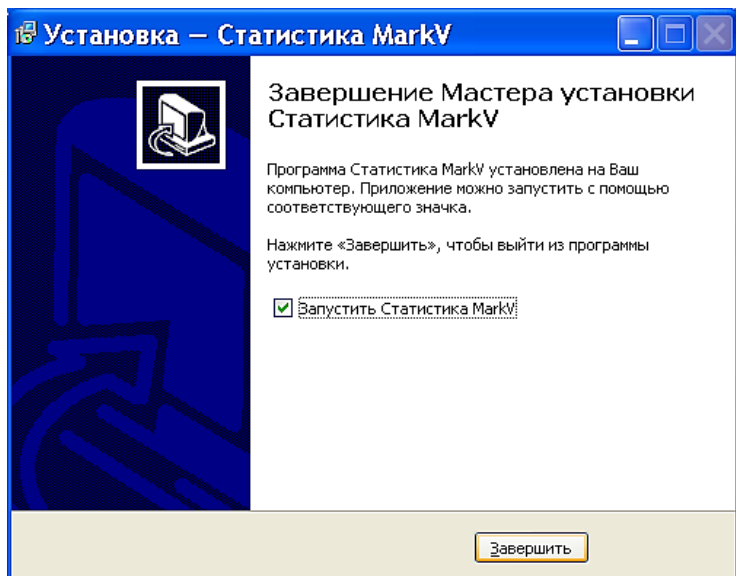 Установка — Статистика MarkV
Завершение Мастера установки
Статистика MarkV
Программа Статистика MarkV установлена на Ваш
компьютер. Приложение можно запустить с помощью
соответствующего значка.
Нажмите «Завершить», чтобы выйти из программы
установки.
Запустить Статистика MarkV
Завершить